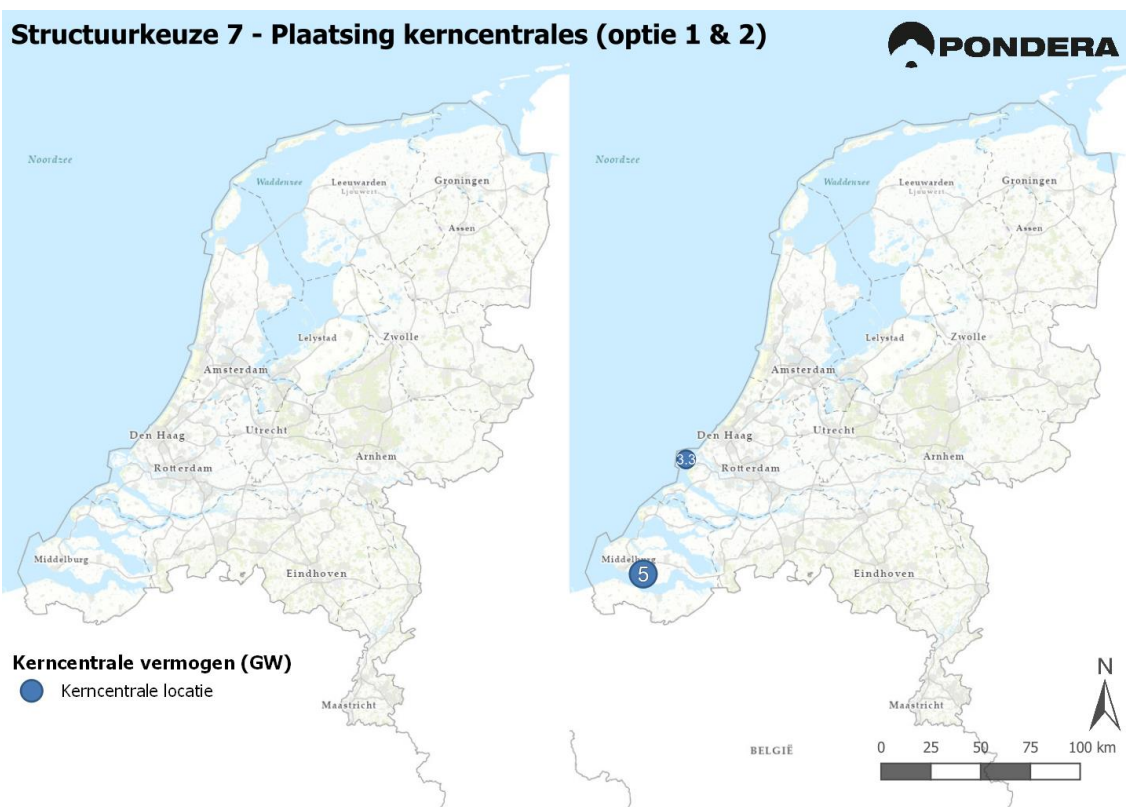 Structuurkeuze 7 - Plaatsing kerncentrales (optie 1 & 2)
PONDERA
Noordzee
Waddensee
Leeuwarden
Ljouwert
Groningen
Assen
Lelystad
Zwolle
Amsterdam
Den Haag
Utrecht
Rotterdam
Arnhem
Middelburg
Eindhoven
Maastricht
Noordzee
Waddensee
Leeuwarden
Ljouwert
Groningen
Assen
Lelystad
Zwolle
Amsterdam
Den Haag
Utrecht
3.3
Rotterdam
Arnhem
Middelburg
5
Eindhoven
Maastricht
BELGIË
Kerncentrale vermogen (GW)
Kerncentrale locatie
N
0 25 50 75 100 km